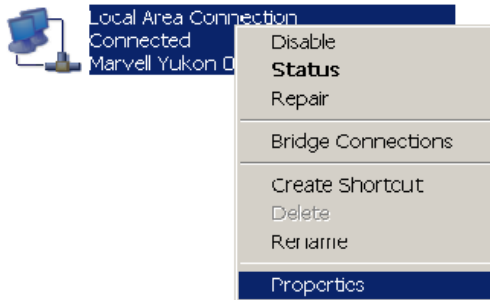 Local Area Connection
Connected
Marvell Yukon
Disable
Status
Repair
Bridge Connections
Create Shortcut
Delete
Rename
Properties